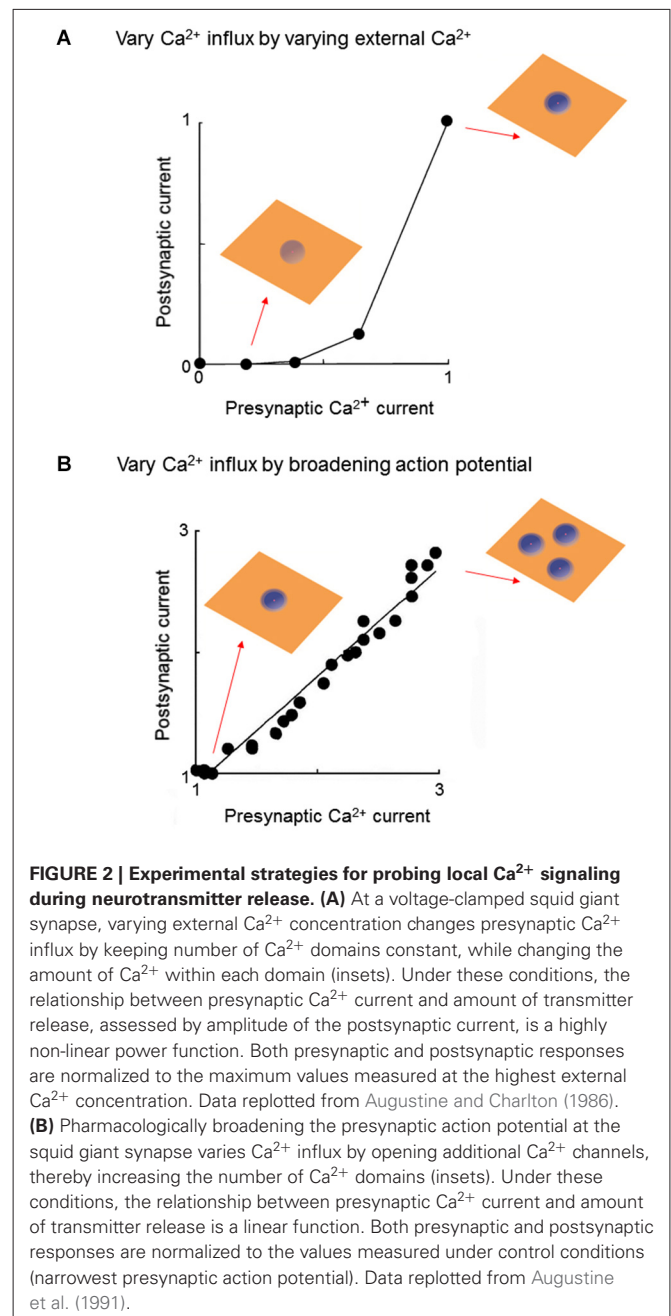 A Vary Ca²⁺ influx by varying external Ca²⁺
1
Postsynaptic current
0
0
1
Presynaptic Ca²⁺ current
B Vary Ca²⁺ influx by broadening action potential
3
Postsynaptic current
1
1
3
Presynaptic Ca²⁺ current
FIGURE 2 | Experimental strategies for probing local Ca²⁺ signaling
during neurotransmitter release. (A) At a voltage-clamped squid giant
synapse, varying external Ca²⁺ concentration changes presynaptic Ca²⁺
influx by keeping number of Ca²⁺ domains constant, while changing the
amount of Ca²⁺ within each domain (insets). Under these conditions, the
relationship between presynaptic Ca²⁺ current and amount of transmitter
release, assessed by amplitude of the postsynaptic current, is a highly
non-linear power function. Both presynaptic and postsynaptic responses
are normalized to the maximum values measured at the highest external
Ca²⁺ concentration. Data replotted from Augustine and Charlton (1986).
(B) Pharmacologically broadening the presynaptic action potential at the
squid giant synapse varies Ca²⁺ influx by opening additional Ca²⁺ channels,
thereby increasing the number of Ca²⁺ domains (insets). Under these
conditions, the relationship between presynaptic Ca²⁺ current and amount
of transmitter release is a linear function. Both presynaptic and postsynaptic
responses are normalized to the values measured under control conditions
(narrowest presynaptic action potential). Data replotted from Augustine
et al. (1991).